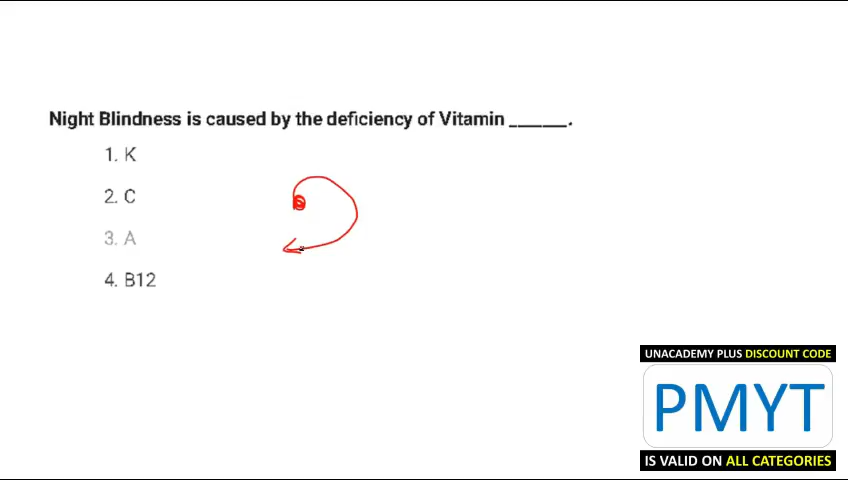 Night Blindness is caused by the deficiency of Vitamin ______.
1. K
2. C
3. A
4. B12
UNACADEMY PLUS DISCOUNT CODE
PMYT
IS VALID ON ALL CATEGORIES